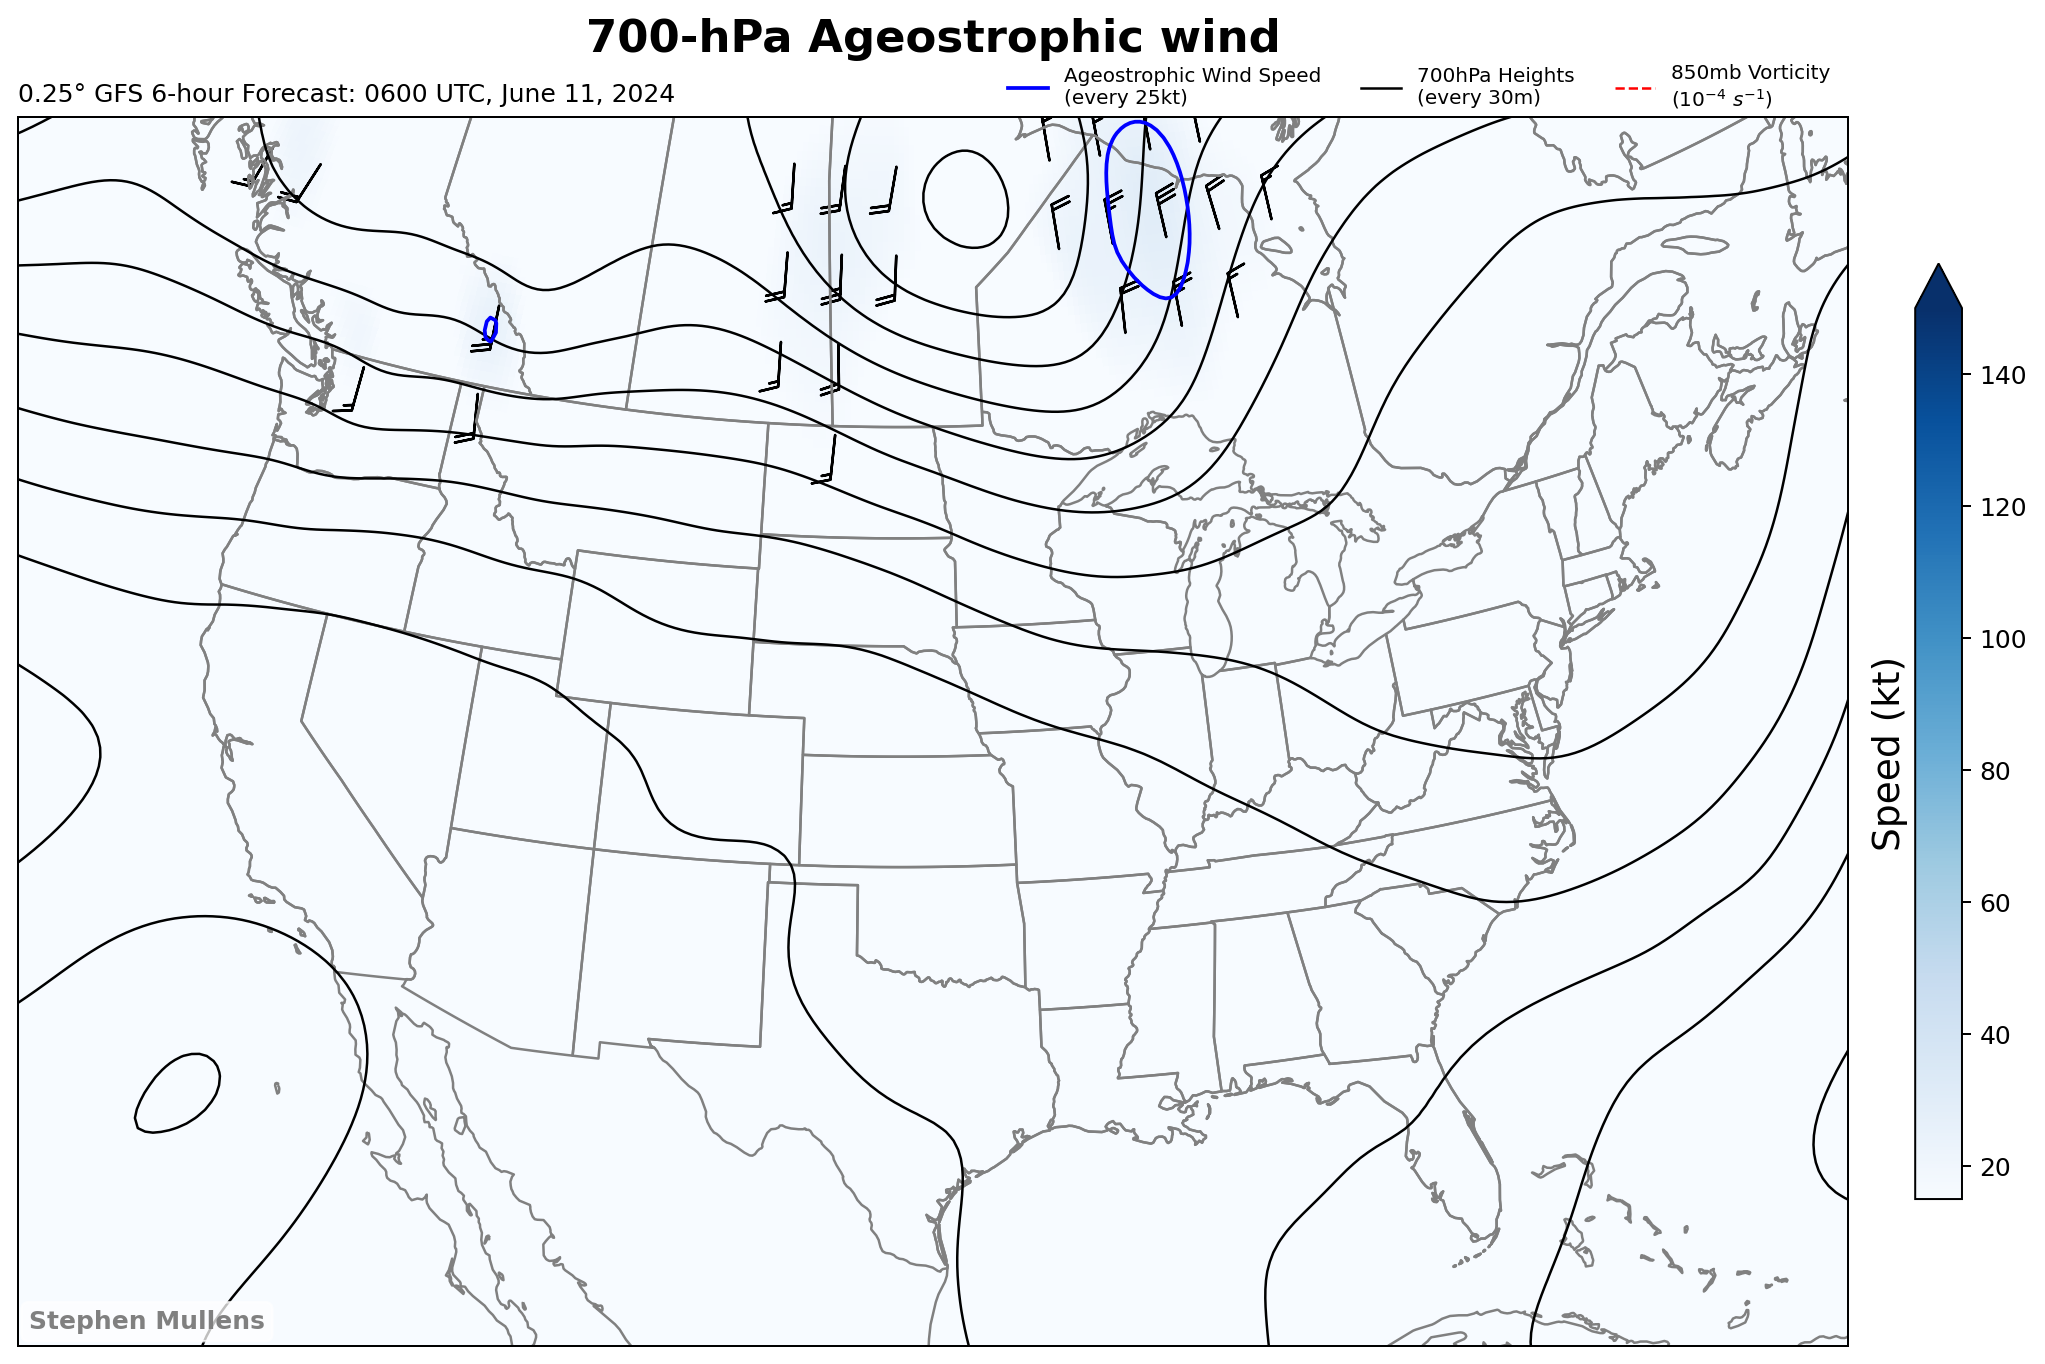 700-hPa Ageostrophic wind
0.25° GFS 6-hour Forecast: 0600 UTC, June 11, 2024
Ageostrophic Wind Speed
(every 25kt)
700hPa Heights
(every 30m)
850mb Vorticity
(10⁻⁴ s⁻¹)
140
120
100
80
60
40
20
Speed (kt)
Stephen Mullens